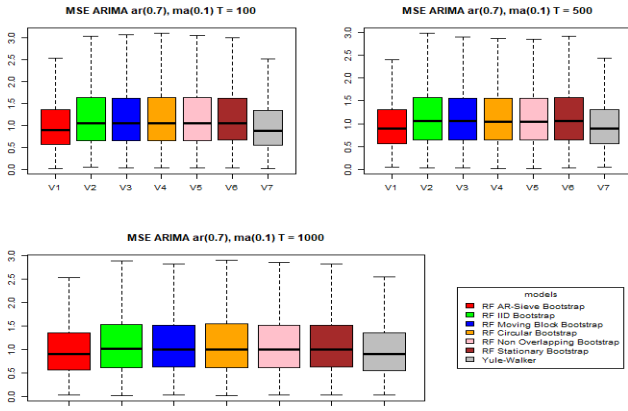 MSE ARIMA ar(0.7), ma(0.1) T = 100
3.0
2.5
2.0
1.5
1.0
0.5
0.0
V1 V2 V3 V4 V5 V6 V7
MSE ARIMA ar(0.7), ma(0.1) T = 500
3.0
2.5
2.0
1.5
1.0
0.5
0.0
V1 V2 V3 V4 V5 V6 V7
MSE ARIMA ar(0.7), ma(0.1) T = 1000
3.0
2.5
2.0
1.5
1.0
0.5
0.0
models
RF AR-Sieve Bootstrap
RF IID Bootstrap
RF Moving Block Bootstrap
RF Circular Bootstrap
RF Non Overlapping Bootstrap
RF Stationary Bootstrap
Yule-Walker